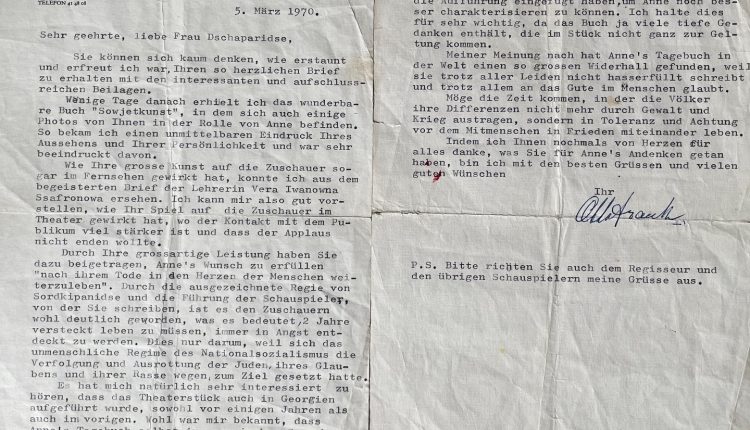 TELEFON 41 48 08
5. März 1970.
Sehr geehrte, liebe Frau Dschaparidse,
Sie können sich kaum denken, wie erstaunt
und erfreut ich war, Ihren so herzlichen Brief
zu erhalten mit den interessanten und aufschluss-
reichen Beilagen.
Wenige Tage danach erhielt ich das wunderba-
re Buch "Sowjetkunst", in dem sich auch einige
Photos von Ihnen in der Rolle von Anne befinden.
So bekam ich einen unmittelbaren Eindruck Ihres
Aussehens und Ihrer Persönlichkeit und war sehr
beeindruckt davon.
Wie Ihre grosse Kunst auf die Zuschauer so-
gar im Fernsehen gewirkt hat, konnte ich aus dem
begeisterten Brief der Lehrerin Vera Iwanowna
Ssafronowa ersehen. Ich kann mir also gut vor-
stellen, wie Ihr Spiel auf die Zuschauer im
Theater gewirkt hat, wo der Kontakt mit dem Pu-
blikum viel stärker ist und dass der Applaus
nicht enden wollte.
Durch Ihre grossartige Leistung haben Sie
dazu beigetragen, Anne's Wunsch zu erfüllen
"nach ihrem Tode in den Herzen der Menschen wei-
terzuleben". Durch die ausgezeichnete Regie von
Sordkipanidse und die Führung der Schauspieler,
von der Sie schreiben, ist es den Zuschauern
wohl deutlich geworden, was es bedeutet, 2 Jahre
versteckt leben zu müssen, immer in Angst ent-
deckt zu werden. Dies nur darum, weil sich das
unmenschliche Regime des Nationalsozialismus die
Verfolgung und Ausrottung der Juden, ihres Glau-
bens und ihrer Rasse wegen, zum Ziel gesetzt hatte.
Es hat mich natürlich sehr interessiert zu
hören, dass das Theaterstück auch in Georgien
aufgeführt wurde, sowohl vor einigen Jahren als
auch im vorigen. Wohl war mir bekannt, dass
die Aufführung eingefügt haben, um Anne noch bes-
ser charakterisieren zu können. Ich halte dies
für sehr wichtig, da das Buch ja viele tiefe Ge-
danken enthält, die im Stück nicht ganz zur Gel-
tung kommen.
Meiner Meinung nach hat Anne's Tagebuch in
der Welt einen so grossen Widerhall gefunden, weil
sie trotz aller Leiden nicht hasserfüllt schreibt
und trotz allem an das Gute im Menschen glaubt.
Möge die Zeit kommen, in der die Völker
ihre Differenzen nicht mehr durch Gewalt und
Krieg austragen, sondern in Toleranz und Achtung
vor dem Mitmenschen in Frieden miteinander leben.
Indem ich Ihnen nochmals von Herzen für
alles danke, was Sie für Anne's Andenken getan
haben, bin ich mit den besten Grüssen und vielen
guten Wünschen
Ihr
Otto Frank
P.S. Bitte richten Sie auch dem Regisseur und
den übrigen Schauspielern meine Grüsse aus.